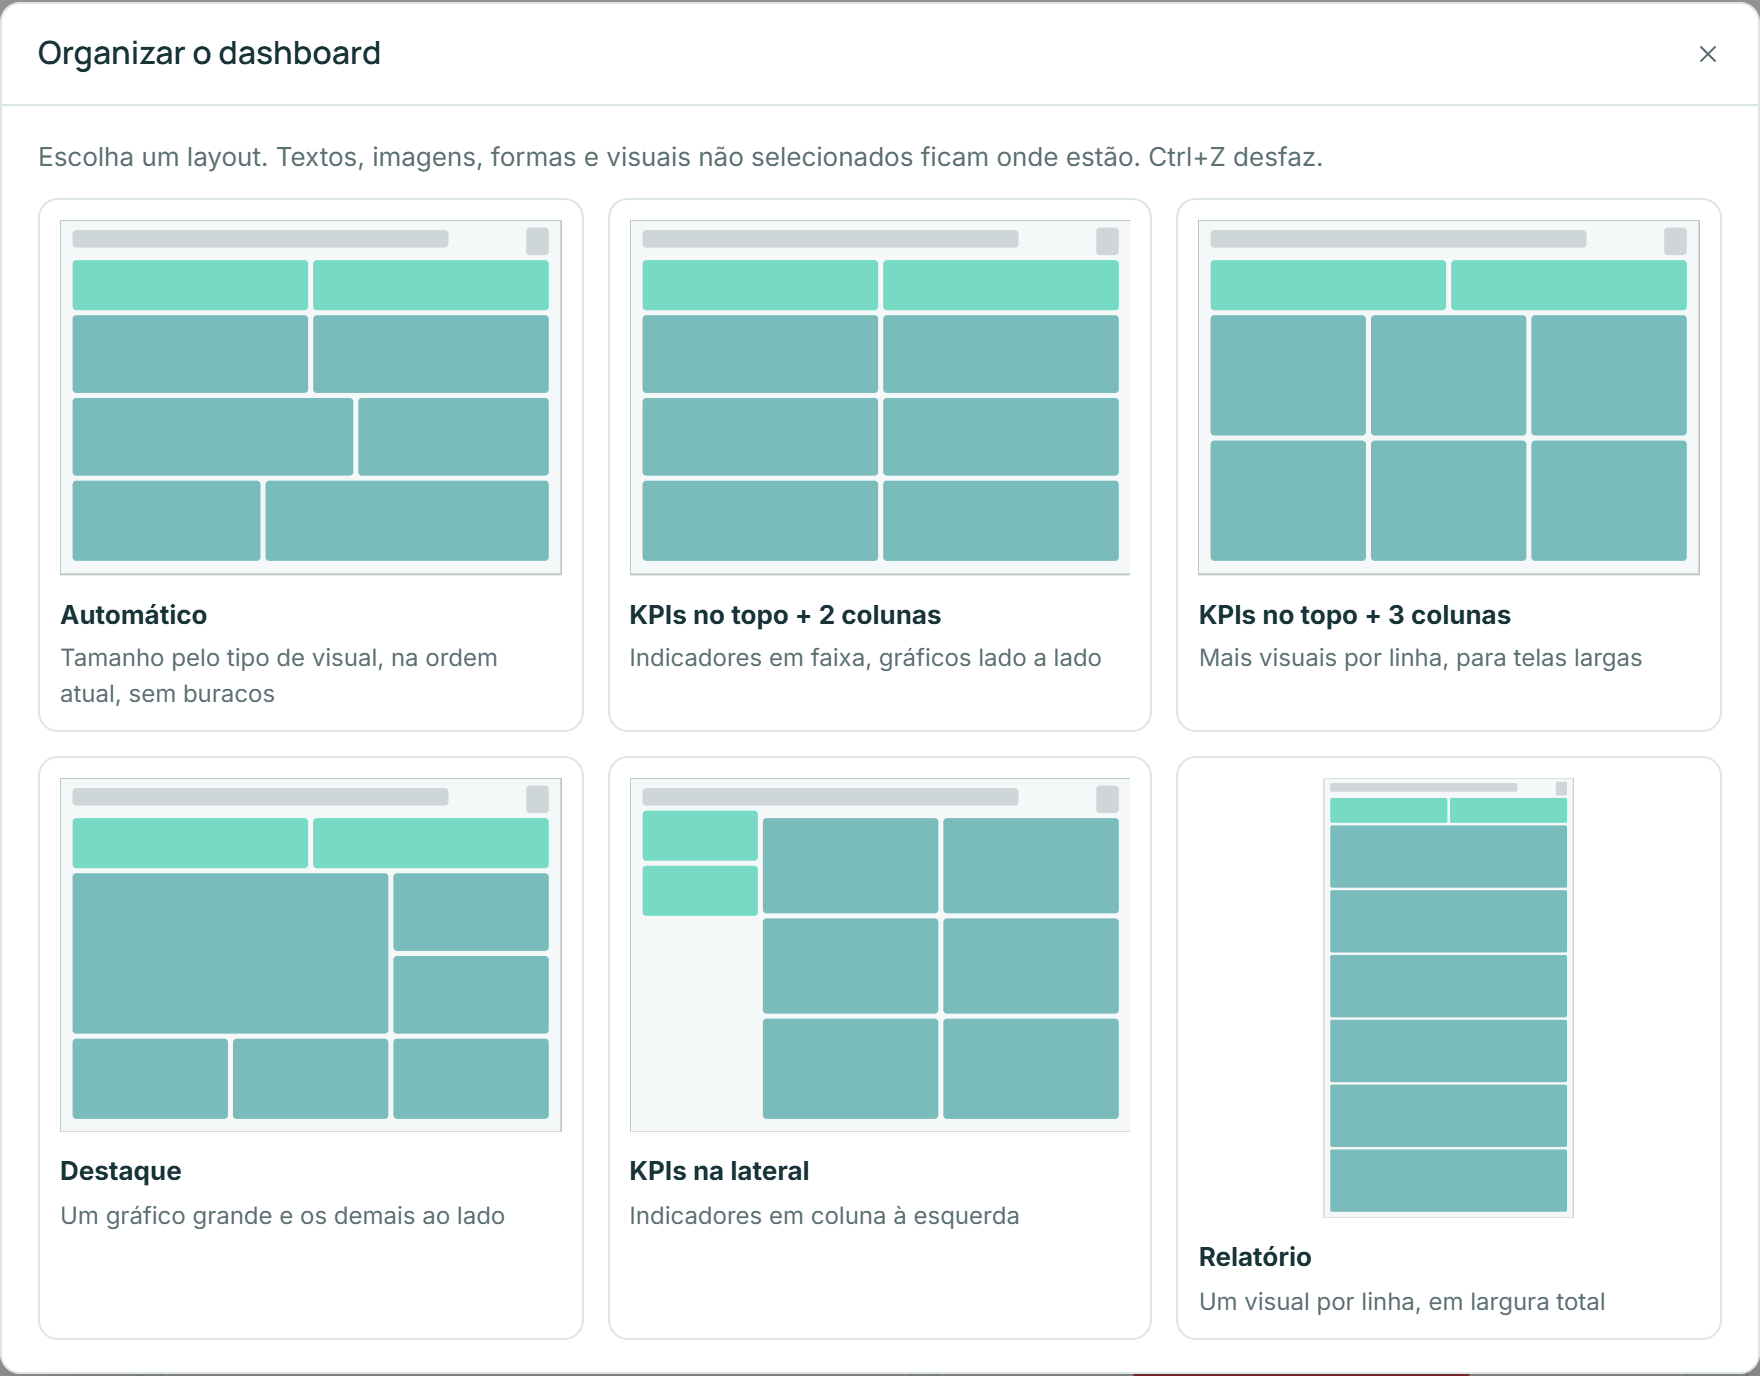 Organizar o dashboard
Escolha um layout. Textos, imagens, formas e visuais não selecionados ficam onde estão. Ctrl+Z desfaz.
Automático
Tamanho pelo tipo de visual, na ordem
atual, sem buracos
KPIs no topo + 2 colunas
Indicadores em faixa, gráficos lado a lado
KPIs no topo + 3 colunas
Mais visuais por linha, para telas largas
Destaque
Um gráfico grande e os demais ao lado
KPIs na lateral
Indicadores em coluna à esquerda
Relatório
Um visual por linha, em largura total